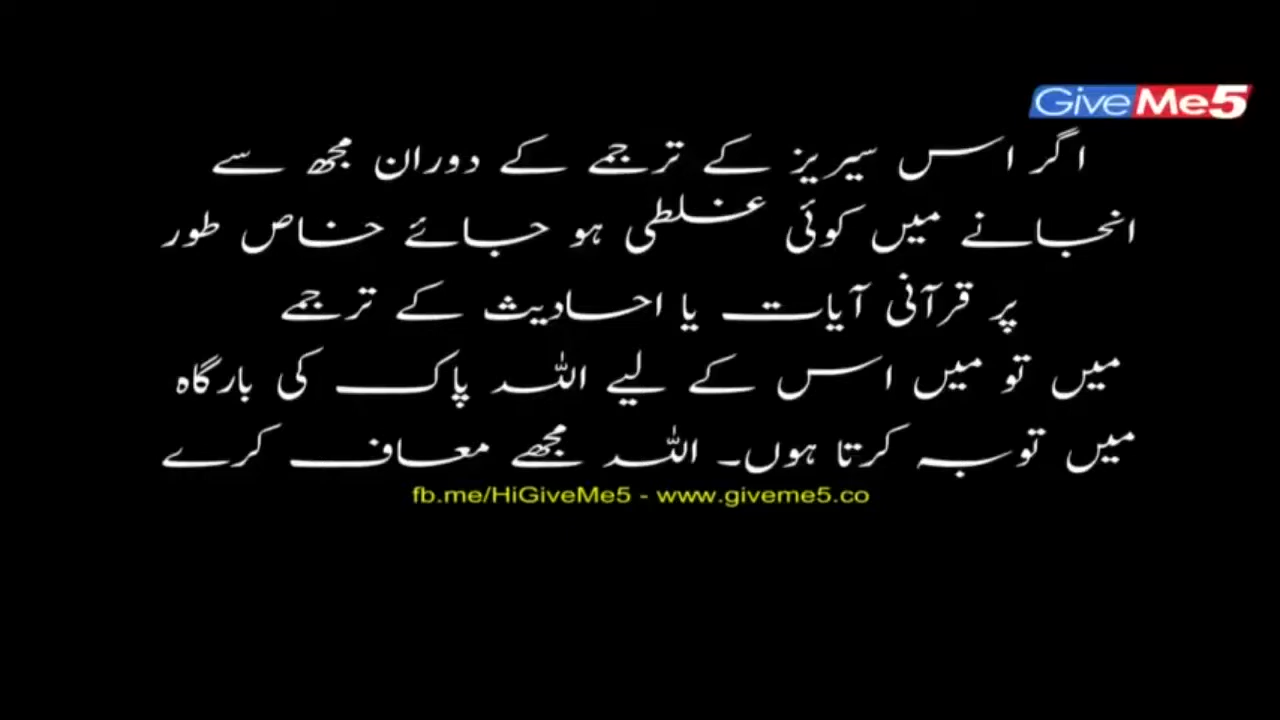 GiveMe5
اگر اس سیریز کے ترجمے کے دوران مجھ سے
انجانے میں کوئی غلطی ہو جائے خاص طور
پر قرآنی آیات یا احادیث کے ترجمے
میں تو میں اس کے لیے اللہ پاک کی بارگاہ
میں توبہ کرتا ہوں۔ اللہ مجھے معاف کرے
fb.me/HiGiveMe5 - www.giveme5.co